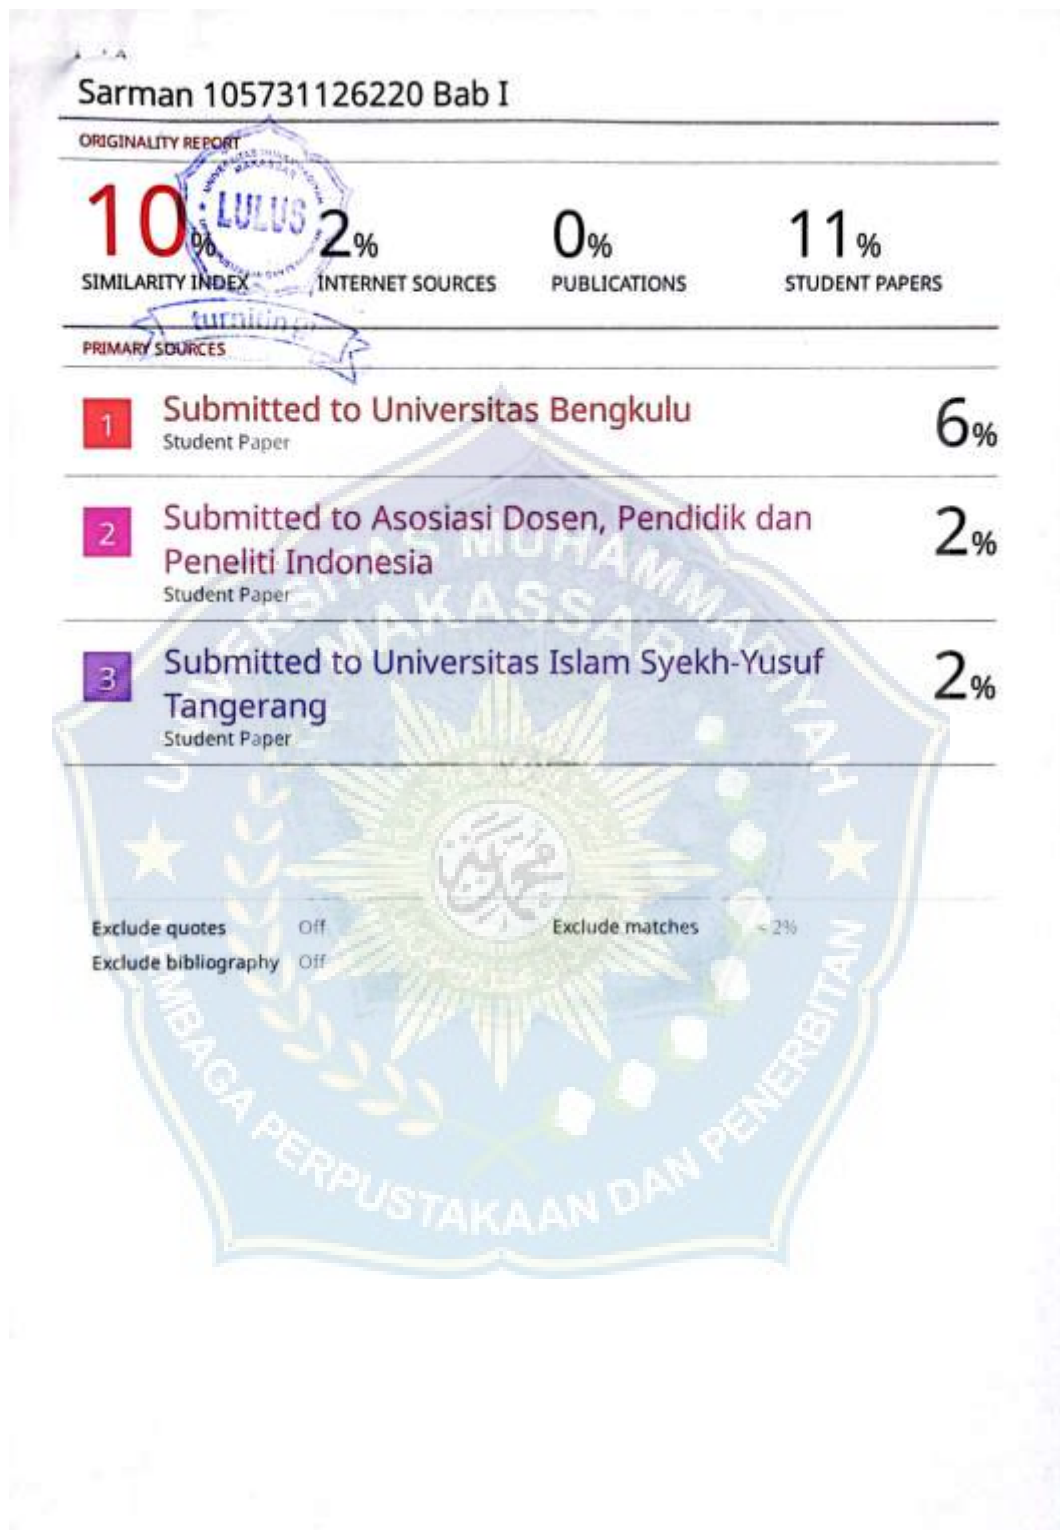 Sarman 105731126220 Bab I
ORIGINALITY REPORT
10%
SIMILARITY INDEX
2%
INTERNET SOURCES
0%
PUBLICATIONS
11%
STUDENT PAPERS
LULUS
turnitin
PRIMARY SOURCES
1 Submitted to Universitas Bengkulu 6%
Student Paper
2 Submitted to Asosiasi Dosen, Pendidik dan 2%
Peneliti Indonesia
Student Paper
3 Submitted to Universitas Islam Syekh-Yusuf 2%
Tangerang
Student Paper
Exclude quotes Off
Exclude matches < 2%
Exclude bibliography Off
UNIVERSITAS MUHAMMADIYAH
MAKASSAR
LEMBAGA PERPUSTAKAAN DAN PENERBITAN